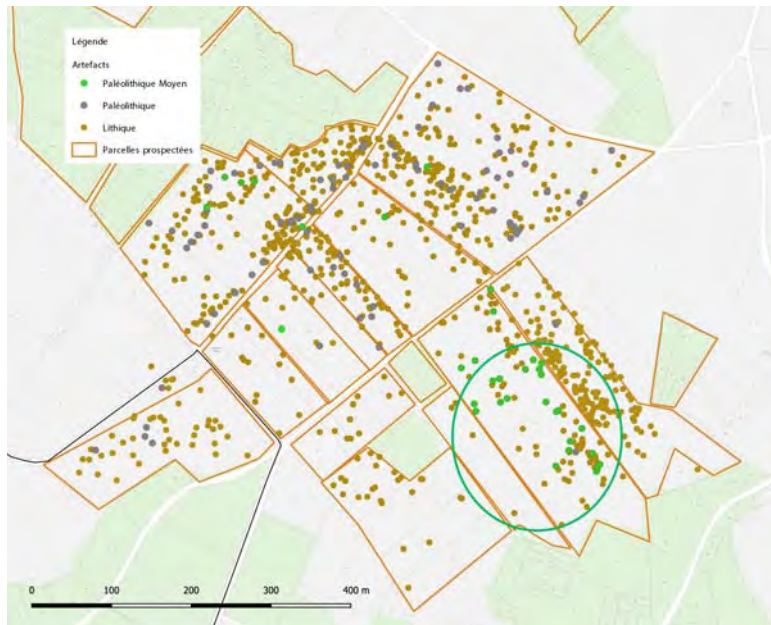 Légende
Artefacts
Paléolithique Moyen
Paléolithique
Lithique
Parcelles prospectées
0 100 200 300 400 m